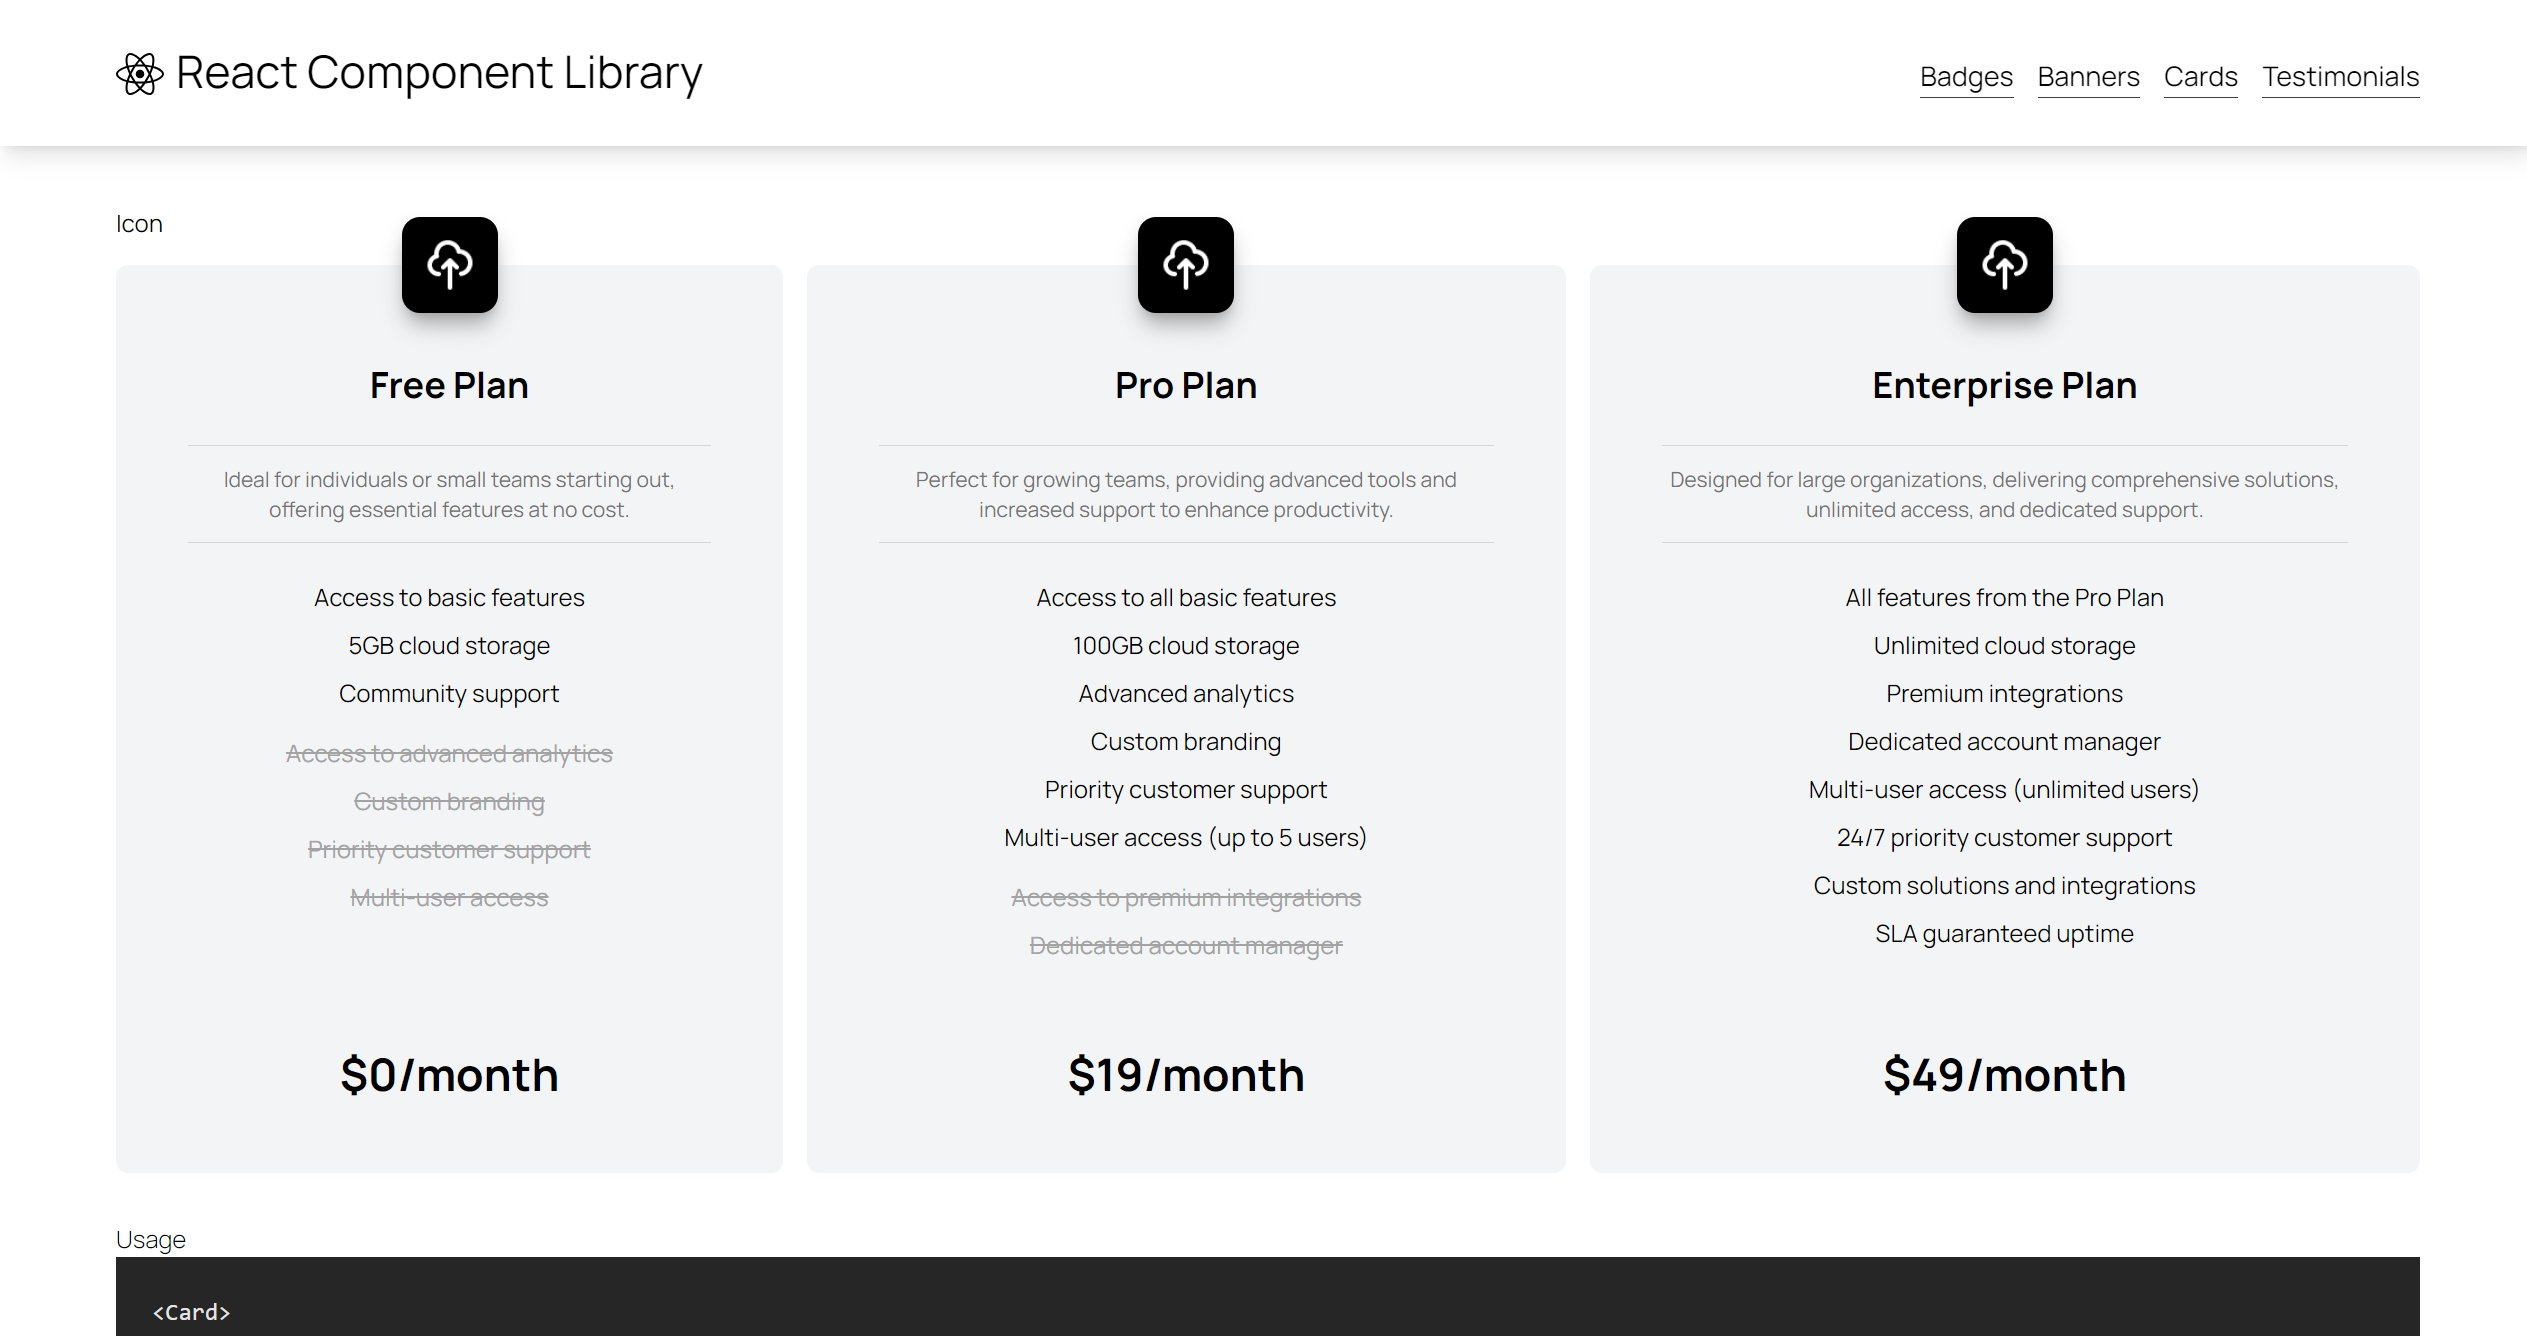 React Component Library
Badges Banners Cards Testimonials
Icon
Free Plan
Ideal for individuals or small teams starting out,
offering essential features at no cost.
Access to basic features
5GB cloud storage
Community support
Access to advanced analytics
Custom branding
Priority customer support
Multi-user access
$0/month
Pro Plan
Perfect for growing teams, providing advanced tools and
increased support to enhance productivity.
Access to all basic features
100GB cloud storage
Advanced analytics
Custom branding
Priority customer support
Multi-user access (up to 5 users)
Access to premium integrations
Dedicated account manager
$19/month
Enterprise Plan
Designed for large organizations, delivering comprehensive solutions,
unlimited access, and dedicated support.
All features from the Pro Plan
Unlimited cloud storage
Premium integrations
Dedicated account manager
Multi-user access (unlimited users)
24/7 priority customer support
Custom solutions and integrations
SLA guaranteed uptime
$49/month
Usage
<Card>